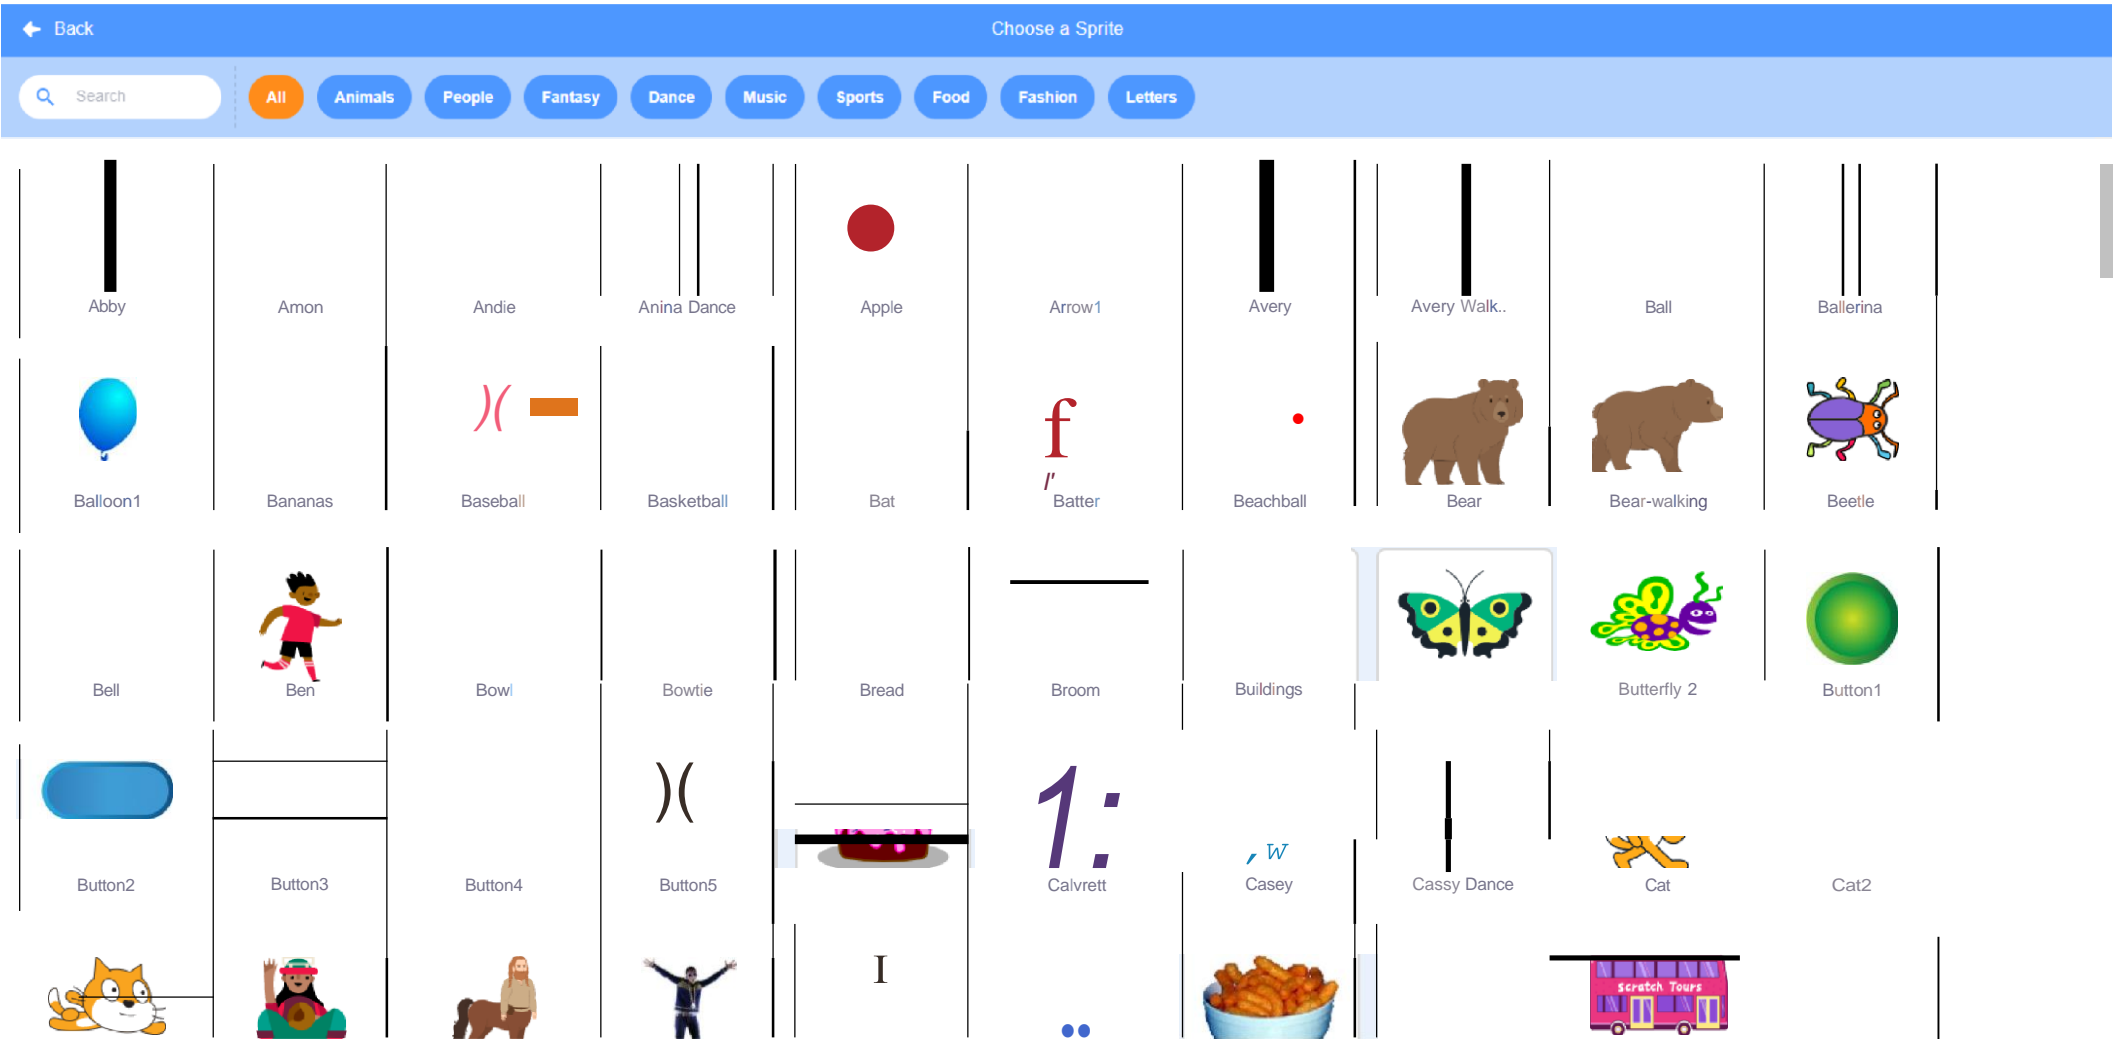 Back
Choose a Sprite
Search
All
Animals
People
Fantasy
Dance
Music
Sports
Food
Fashion
Letters
Abby
Amon
Andie
Anina Dance
Apple
Arrow1
Avery
Avery Walk..
Ball
Ballerina
)(
f
l'
Balloon1
Bananas
Baseball
Basketball
Bat
Batter
Beachball
Bear
Bear-walking
Beetle
Bell
Ben
Bowl
Bowtie
Bread
Broom
Buildings
Butterfly 2
Button1
)(
1:
, w
Button2
Button3
Button4
Button5
Calvrett
Casey
Cassy Dance
Cat
Cat2
I
scratch Tours